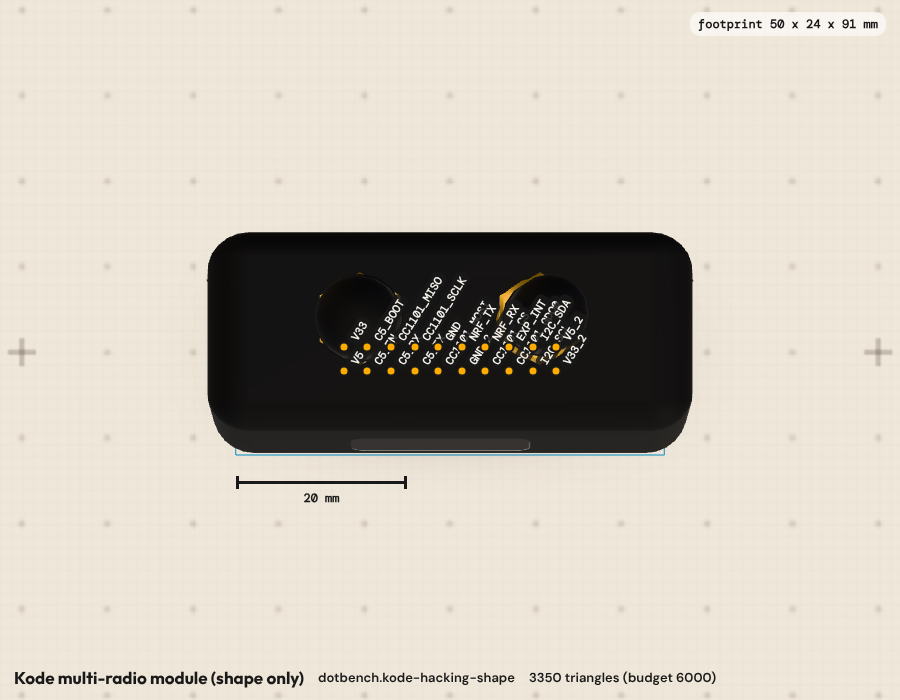 footprint 50 x 24 x 91 mm
V33
C5_BOOT
CC1101_MISO
CC1101_SCLK
GND
NRF_TX
NRF_RX
EXP_INT
I2C_SDA
V5_2
V5
V33_2
20 mm
Kode multi-radio module (shape only)
dotbench.kode-hacking-shape
3350 triangles (budget 6000)